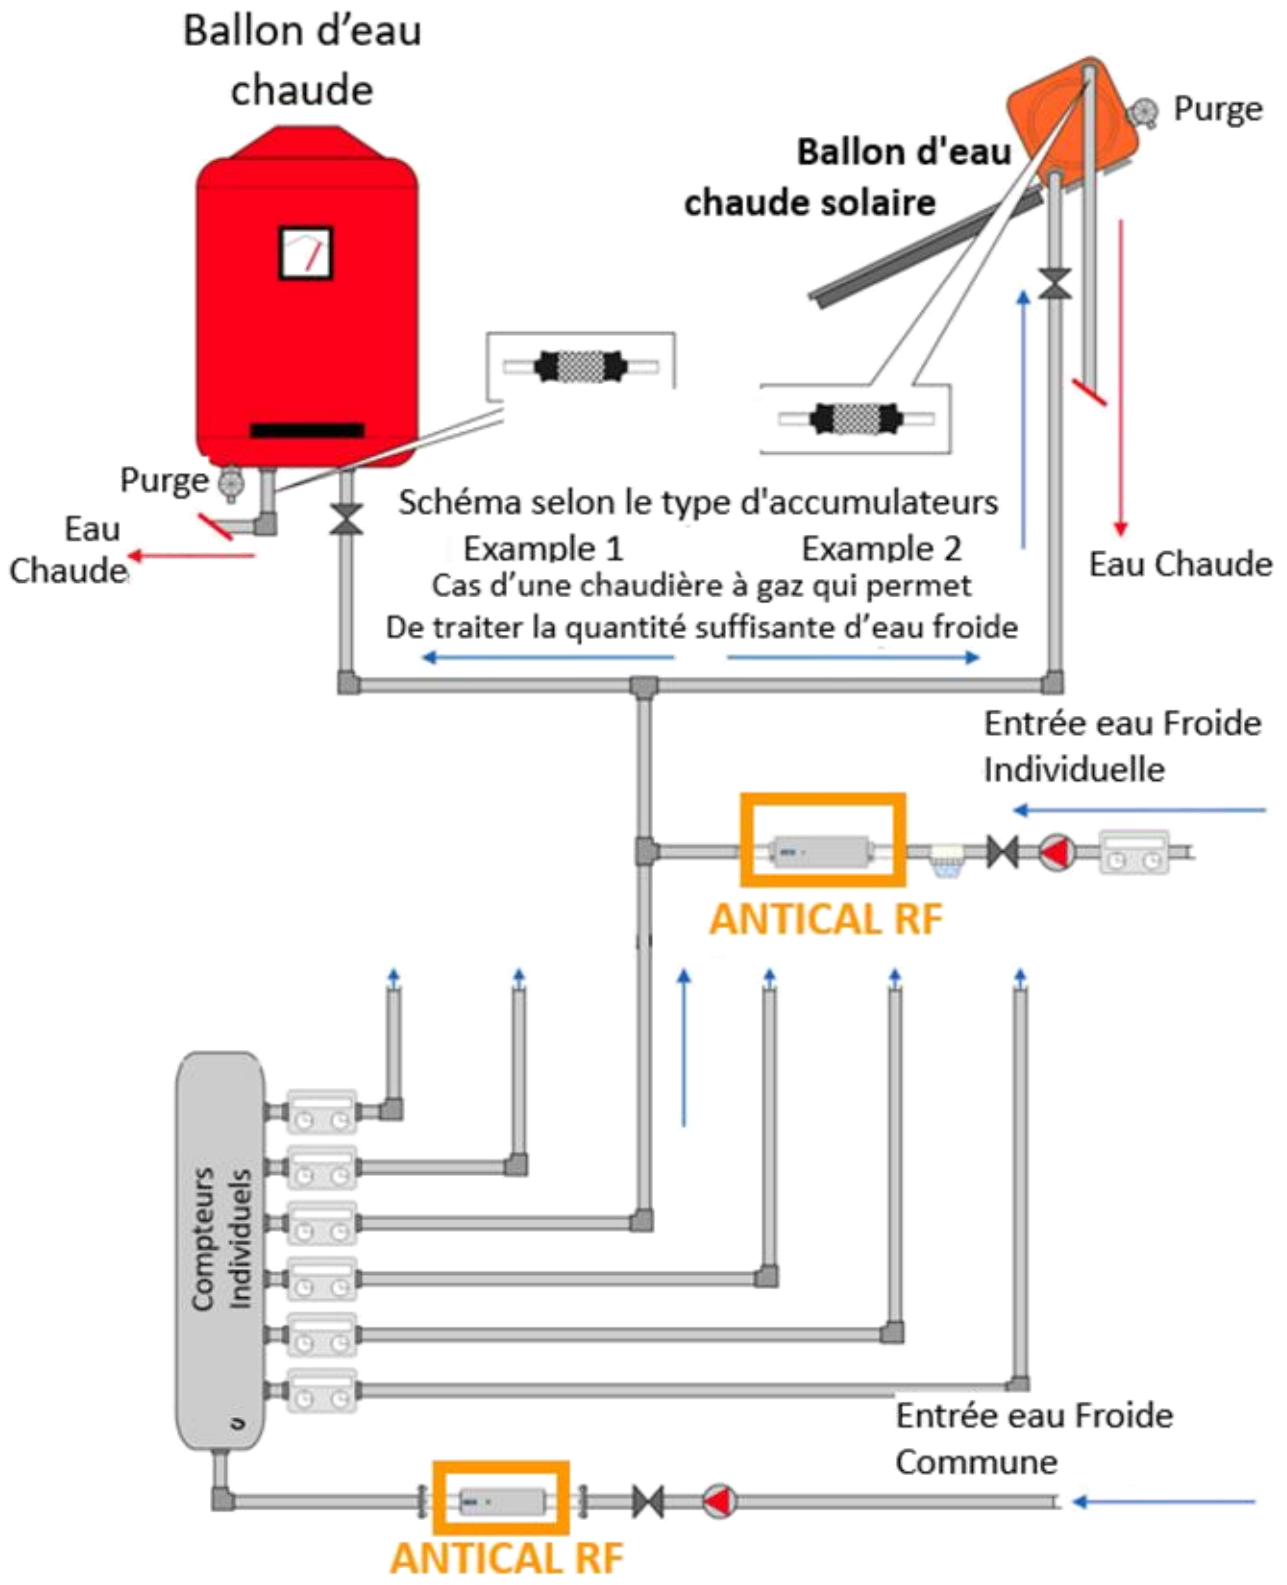 Ballon d’eau
chaude
Purge
Ballon d'eau
chaude solaire
Purge
Eau
Chaude
Schéma selon le type d'accumulateurs
Example 1
Example 2
Cas d’une chaudière à gaz qui permet
De traiter la quantité suffisante d’eau froide
Eau Chaude
Entrée eau Froide
Individuelle
ANTICAL RF
Compteurs
Individuels
Entrée eau Froide
Commune
ANTICAL RF